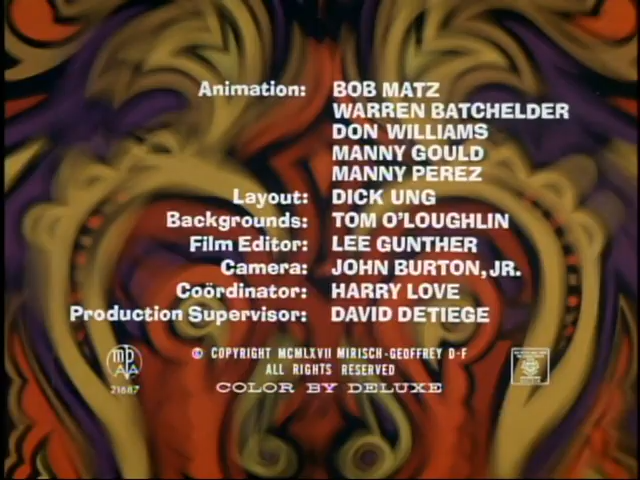 Animation: BOB MATZ
WARREN BATCHELDER
DON WILLIAMS
MANNY GOULD
MANNY PEREZ
Layout: DICK UNG
Backgrounds: TOM O'LOUGHLIN
Film Editor: LEE GUNTHER
Camera: JOHN BURTON, JR.
Coördinator: HARRY LOVE
Production Supervisor: DAVID DETIEGE
© COPYRIGHT MCMLXVII MIRISCH-GEOFFREY D-F
ALL RIGHTS RESERVED
COLOR BY DELUXE
21687